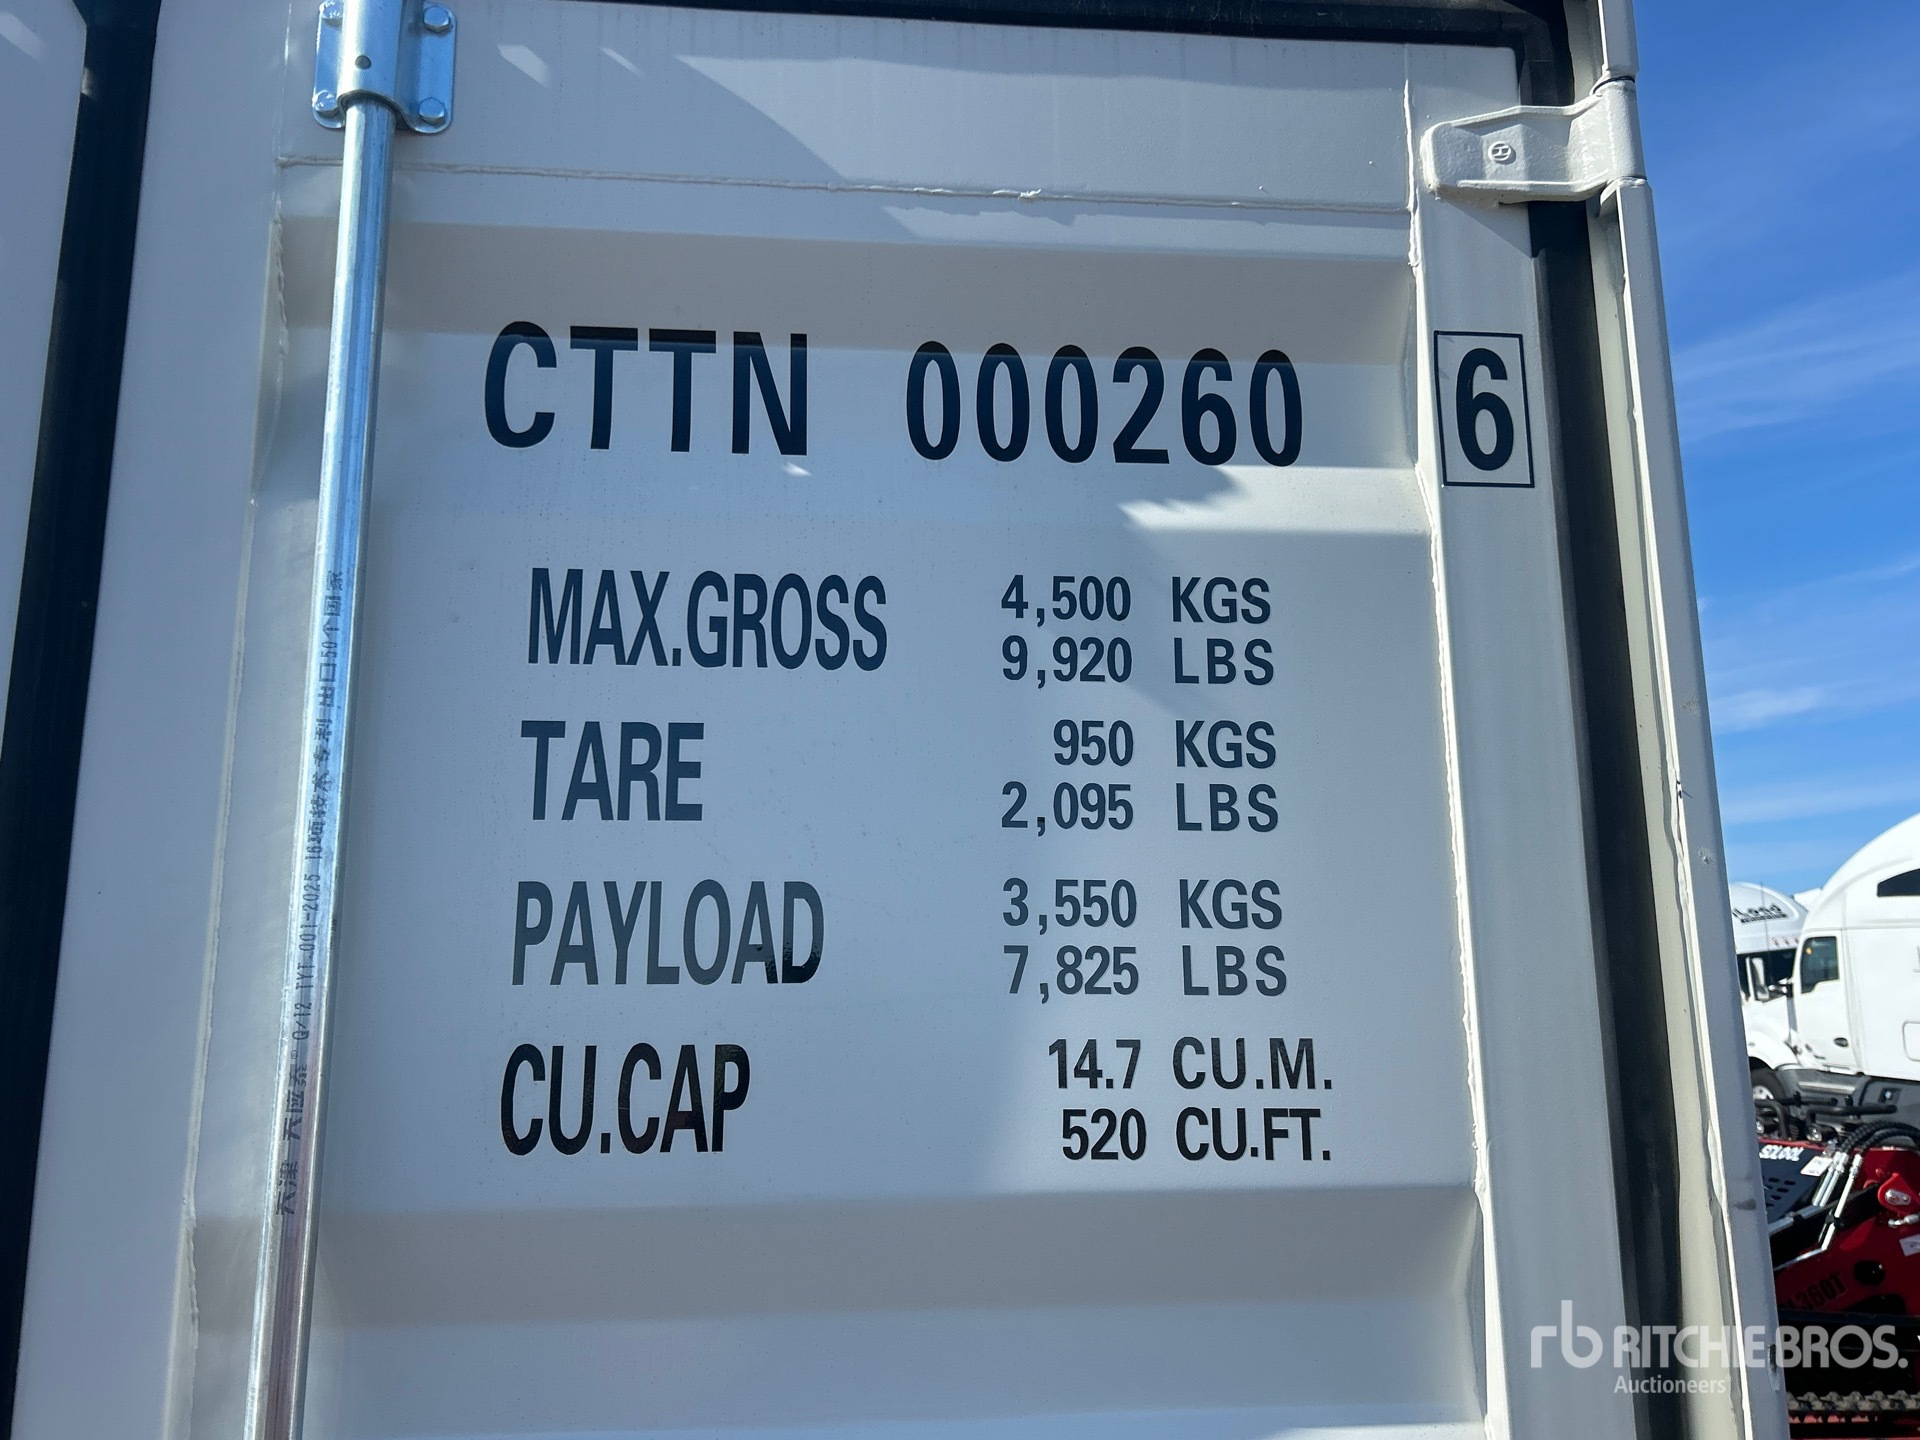 CTTN 000260 6
MAX.GROSS 4,500 KGS
9,920 LBS
TARE 950 KGS
2,095 LBS
PAYLOAD 3,550 KGS
7,825 LBS
CU.CAP 14.7 CU.M.
520 CU.FT.
rb RITCHIE BROS.
Auctioneers